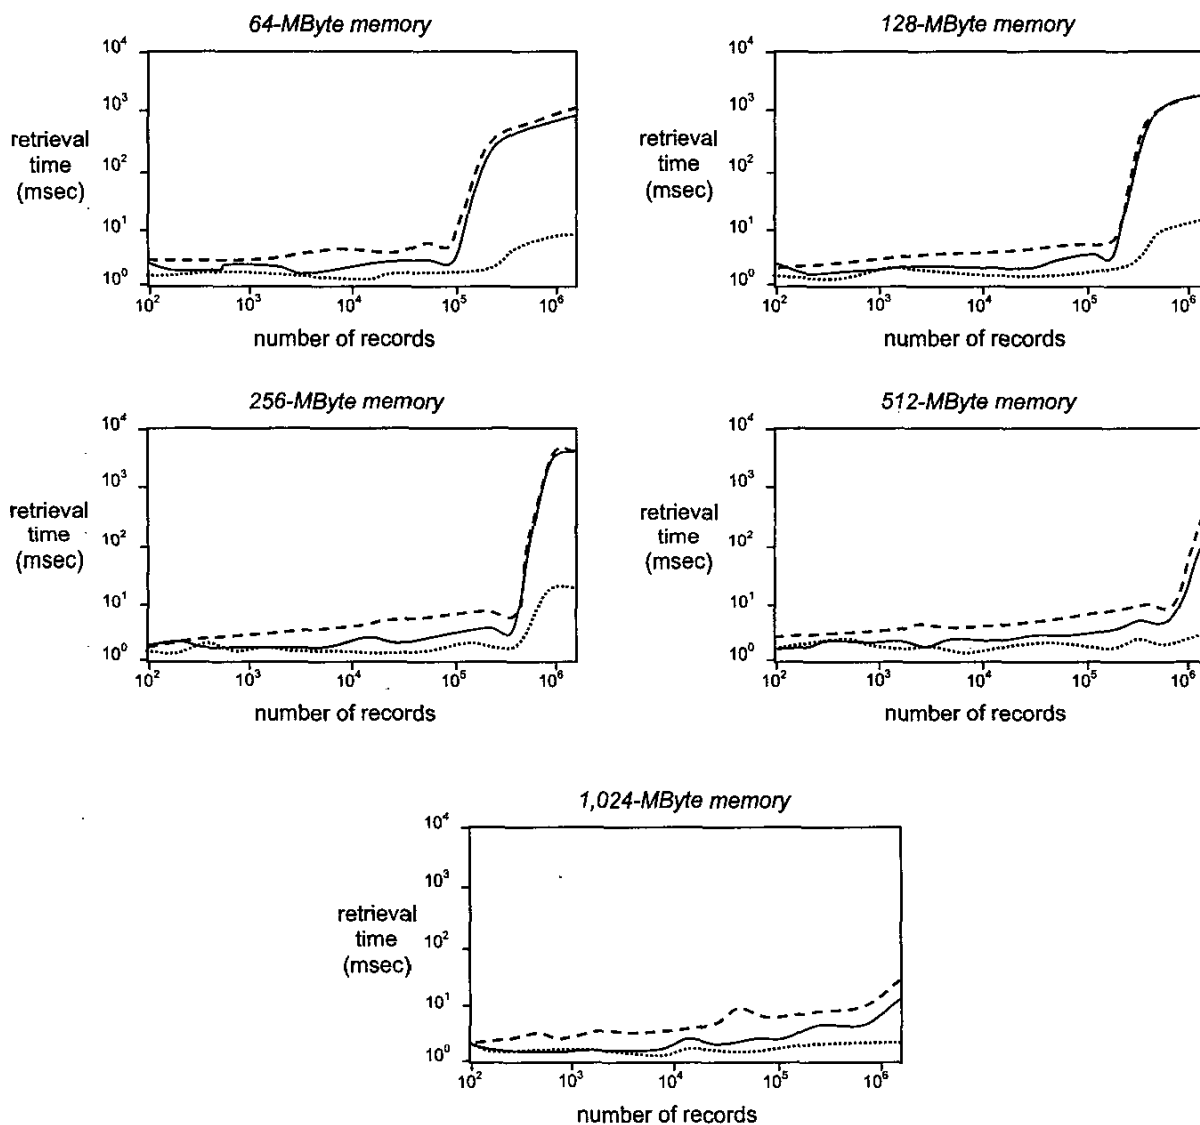 64-MByte memory
10⁴
10³
10²
10¹
10⁰
retrieval
time
(msec)
10² 10³ 10⁴ 10⁵ 10⁶
number of records
128-MByte memory
10⁴
10³
10²
10¹
10⁰
retrieval
time
(msec)
10² 10³ 10⁴ 10⁵ 10⁶
number of records
256-MByte memory
10⁴
10³
10²
10¹
10⁰
retrieval
time
(msec)
10² 10³ 10⁴ 10⁵ 10⁶
number of records
512-MByte memory
10⁴
10³
10²
10¹
10⁰
retrieval
time
(msec)
10² 10³ 10⁴ 10⁵ 10⁶
number of records
1,024-MByte memory
10⁴
10³
10²
10¹
10⁰
retrieval
time
(msec)
10² 10³ 10⁴ 10⁵ 10⁶
number of records